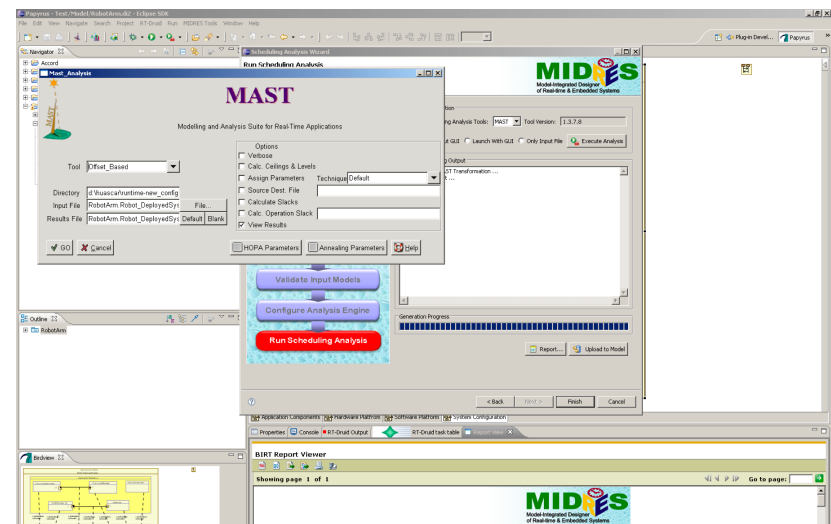 Papyrus - Test/Model/RobotArm.di2 - Eclipse SDK
File Edit View Navigate Search Project RT-Druid Run MIDRES Tools Window Help
Plug-in Devel... Papyrus
Navigator
Accord
Scheduling Analysis Wizard
Run Scheduling Analysis
MIDRES
Model-Integrated Designer
of Real-time & Embedded Systems
Mast_Analysis
MAST
MAST
Modelling and Analysis Suite for Real-Time Applications
Tool Offset_Based
Directory
Input File RobotArm.Robot_DeployedSy File...
Results File RobotArm.Robot_DeployedSy Default Blank
Options
Verbose
Calc. Ceilings & Levels
Assign Parameters Technique Default
Source Dest. File
Calculate Slacks
Calc. Operation Slack
View Results
GO Cancel
HOPA Parameters Annealing Parameters Help
Analysis Tools: MAST Tool Version: 1.3.7.8
GUI Launch With GUI Only Input File Execute Analysis
Output
Transformation ...
Validate Input Models
Configure Analysis Engine
Run Scheduling Analysis
Generation Progress
Report... Upload to Model
< Back Next > Finish Cancel
Outline
RobotArm
Application Components Hardware Platfrom Software Platform System Configuration
Properties Console RT-Druid Output RT-Druid task table Report view
Birdview
BIRT Report Viewer
Showing page 1 of 1
Go to page:
MIDRES
Model-Integrated Designer
of Real-time & Embedded Systems